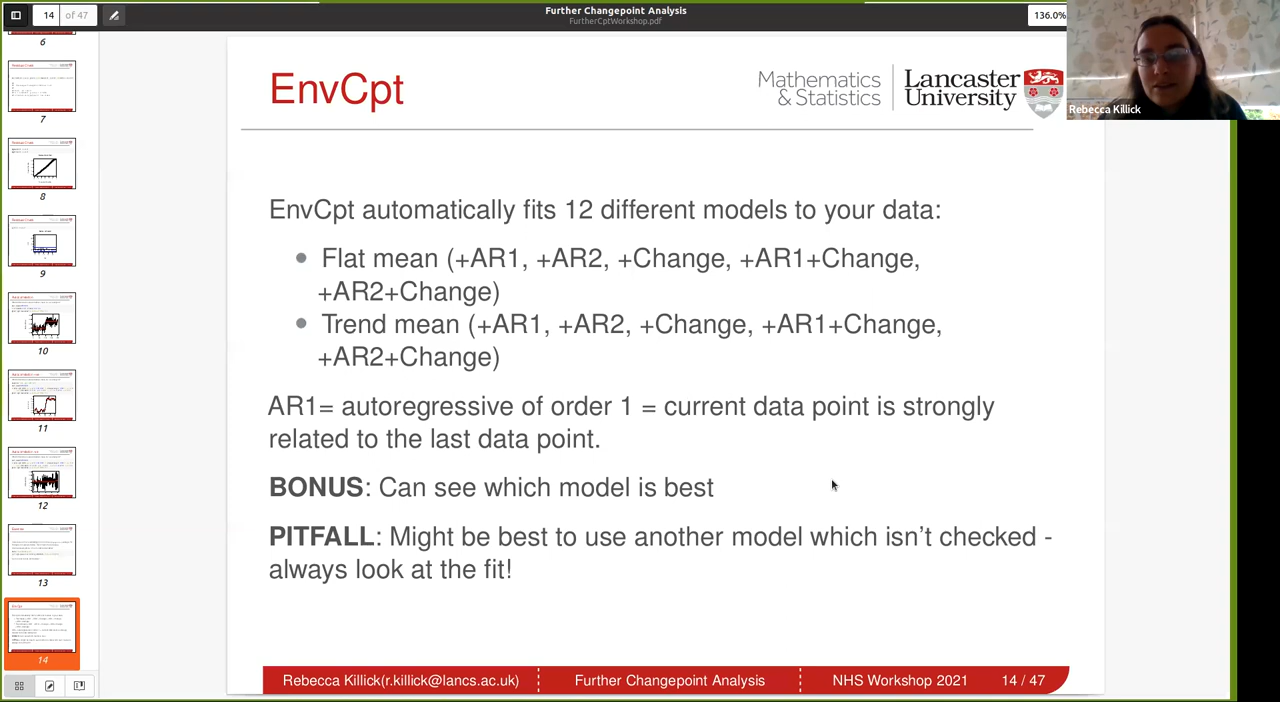 14 of 47
Further Changepoint Analysis
FurtherCptWorkshop.pdf
136.0%
Rebecca Killick
6
7
8
9
10
11
12
13
14
EnvCpt
Mathematics
& Statistics
Lancaster
University
EnvCpt automatically fits 12 different models to your data:
• Flat mean (+AR1, +AR2, +Change, +AR1+Change,
+AR2+Change)
• Trend mean (+AR1, +AR2, +Change, +AR1+Change,
+AR2+Change)
AR1= autoregressive of order 1 = current data point is strongly
related to the last data point.
BONUS: Can see which model is best
PITFALL: Might be best to use another model which isn't checked -
always look at the fit!
Rebecca Killick(r.killick@lancs.ac.uk)
Further Changepoint Analysis
NHS Workshop 2021
14 / 47